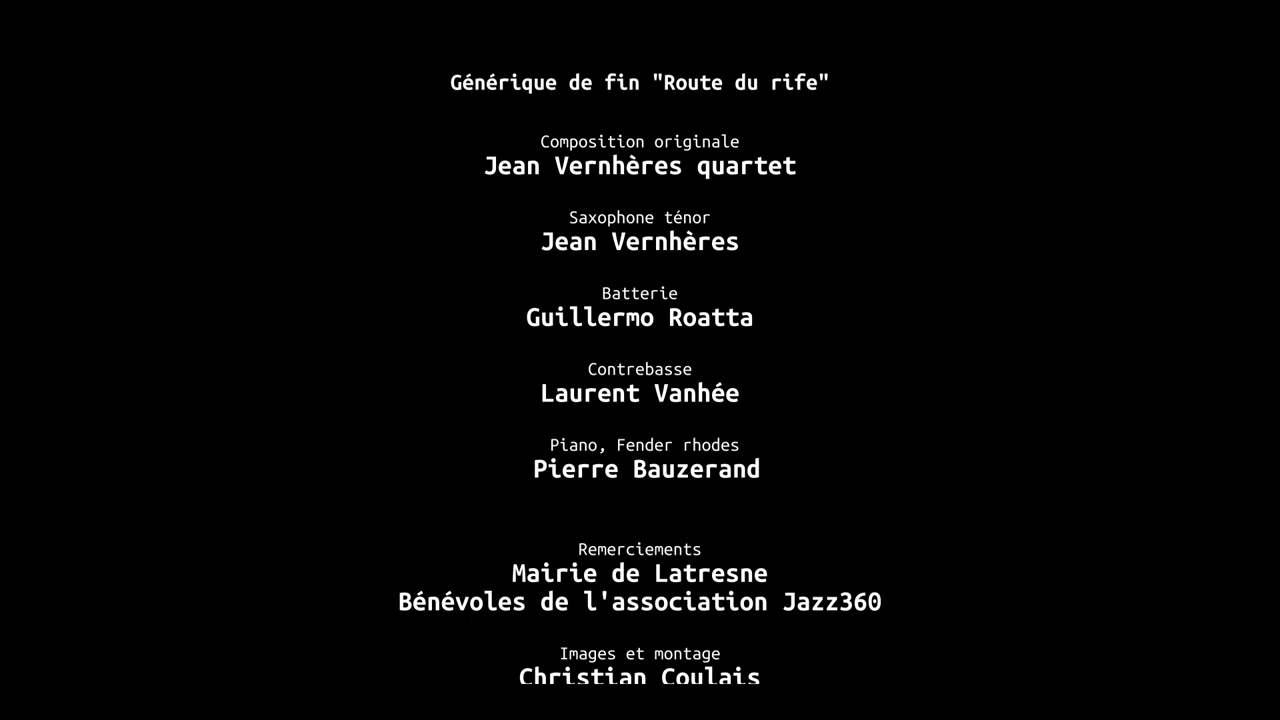 Générique de fin "Route du rife"
Composition originale
Jean Vernhères quartet
Saxophone ténor
Jean Vernhères
Batterie
Guillermo Roatta
Contrebasse
Laurent Vanhée
Piano, Fender rhodes
Pierre Bauzerand
Remerciements
Mairie de Latresne
Bénévoles de l'association Jazz360
Images et montage
Christian Coulais